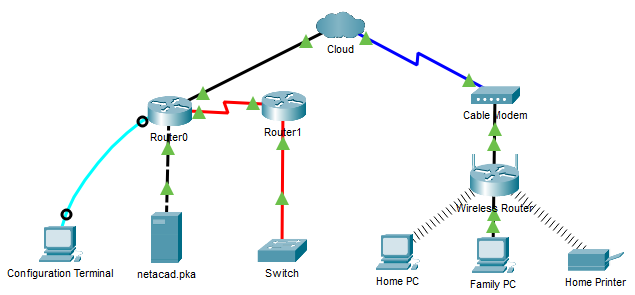 Cloud
Cable Modem
Router0
Router1
Wireless Router
Configuration Terminal
netacad.pka
Switch
Home PC
Family PC
Home Printer